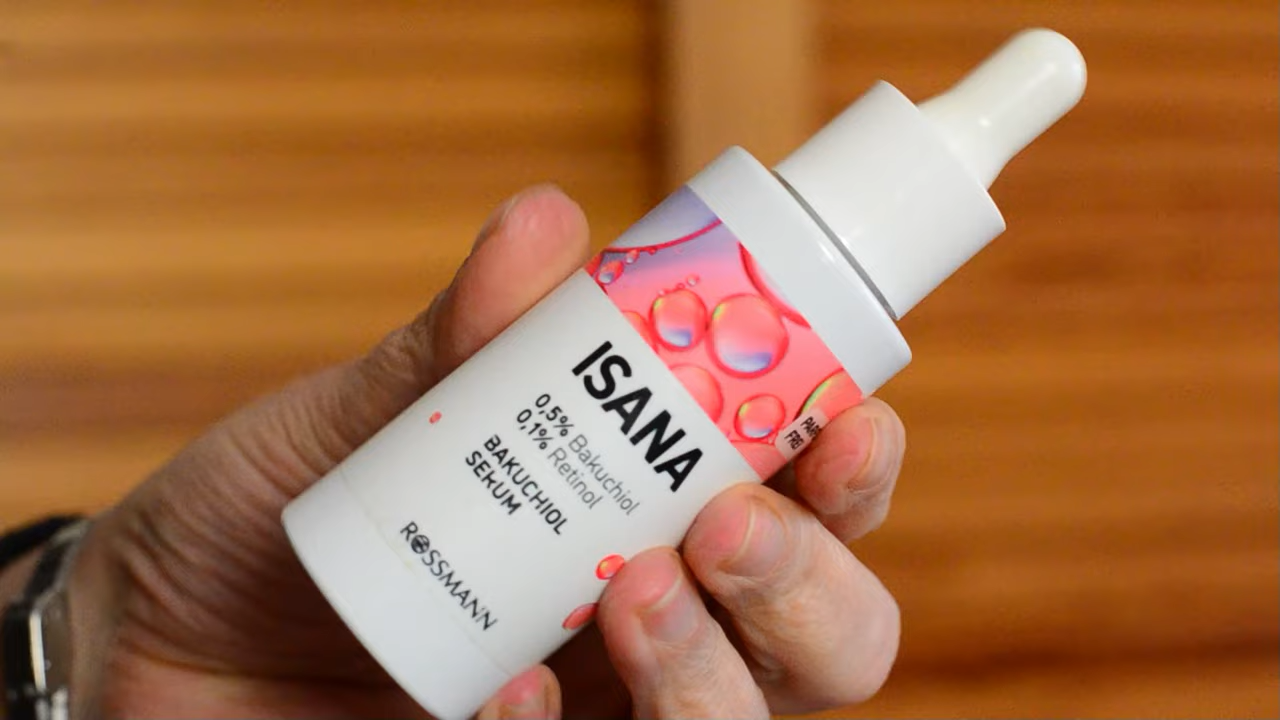 ISANA
0,5% Bakuchiol
0,1% Retinol
BAKUCHIOL
SERUM
ROSSMANN